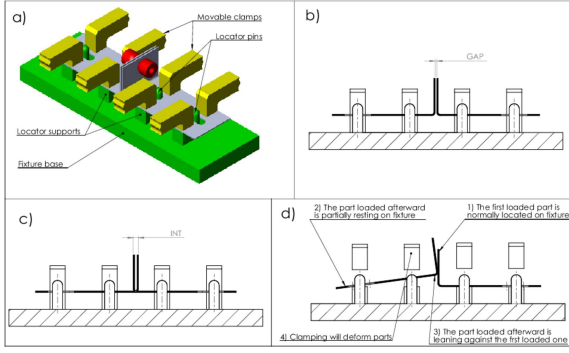 a)
Movable clamps
Locator pins
Locator supports
Fixture base
b)
GAP
c)
INT
d)
2) The part loaded afterward
is partially resting on fixture
1) The first loaded part is
normally located on fixture
4) Clamping will deform parts
3) The part loaded afterward is
leaning against the frst loaded one